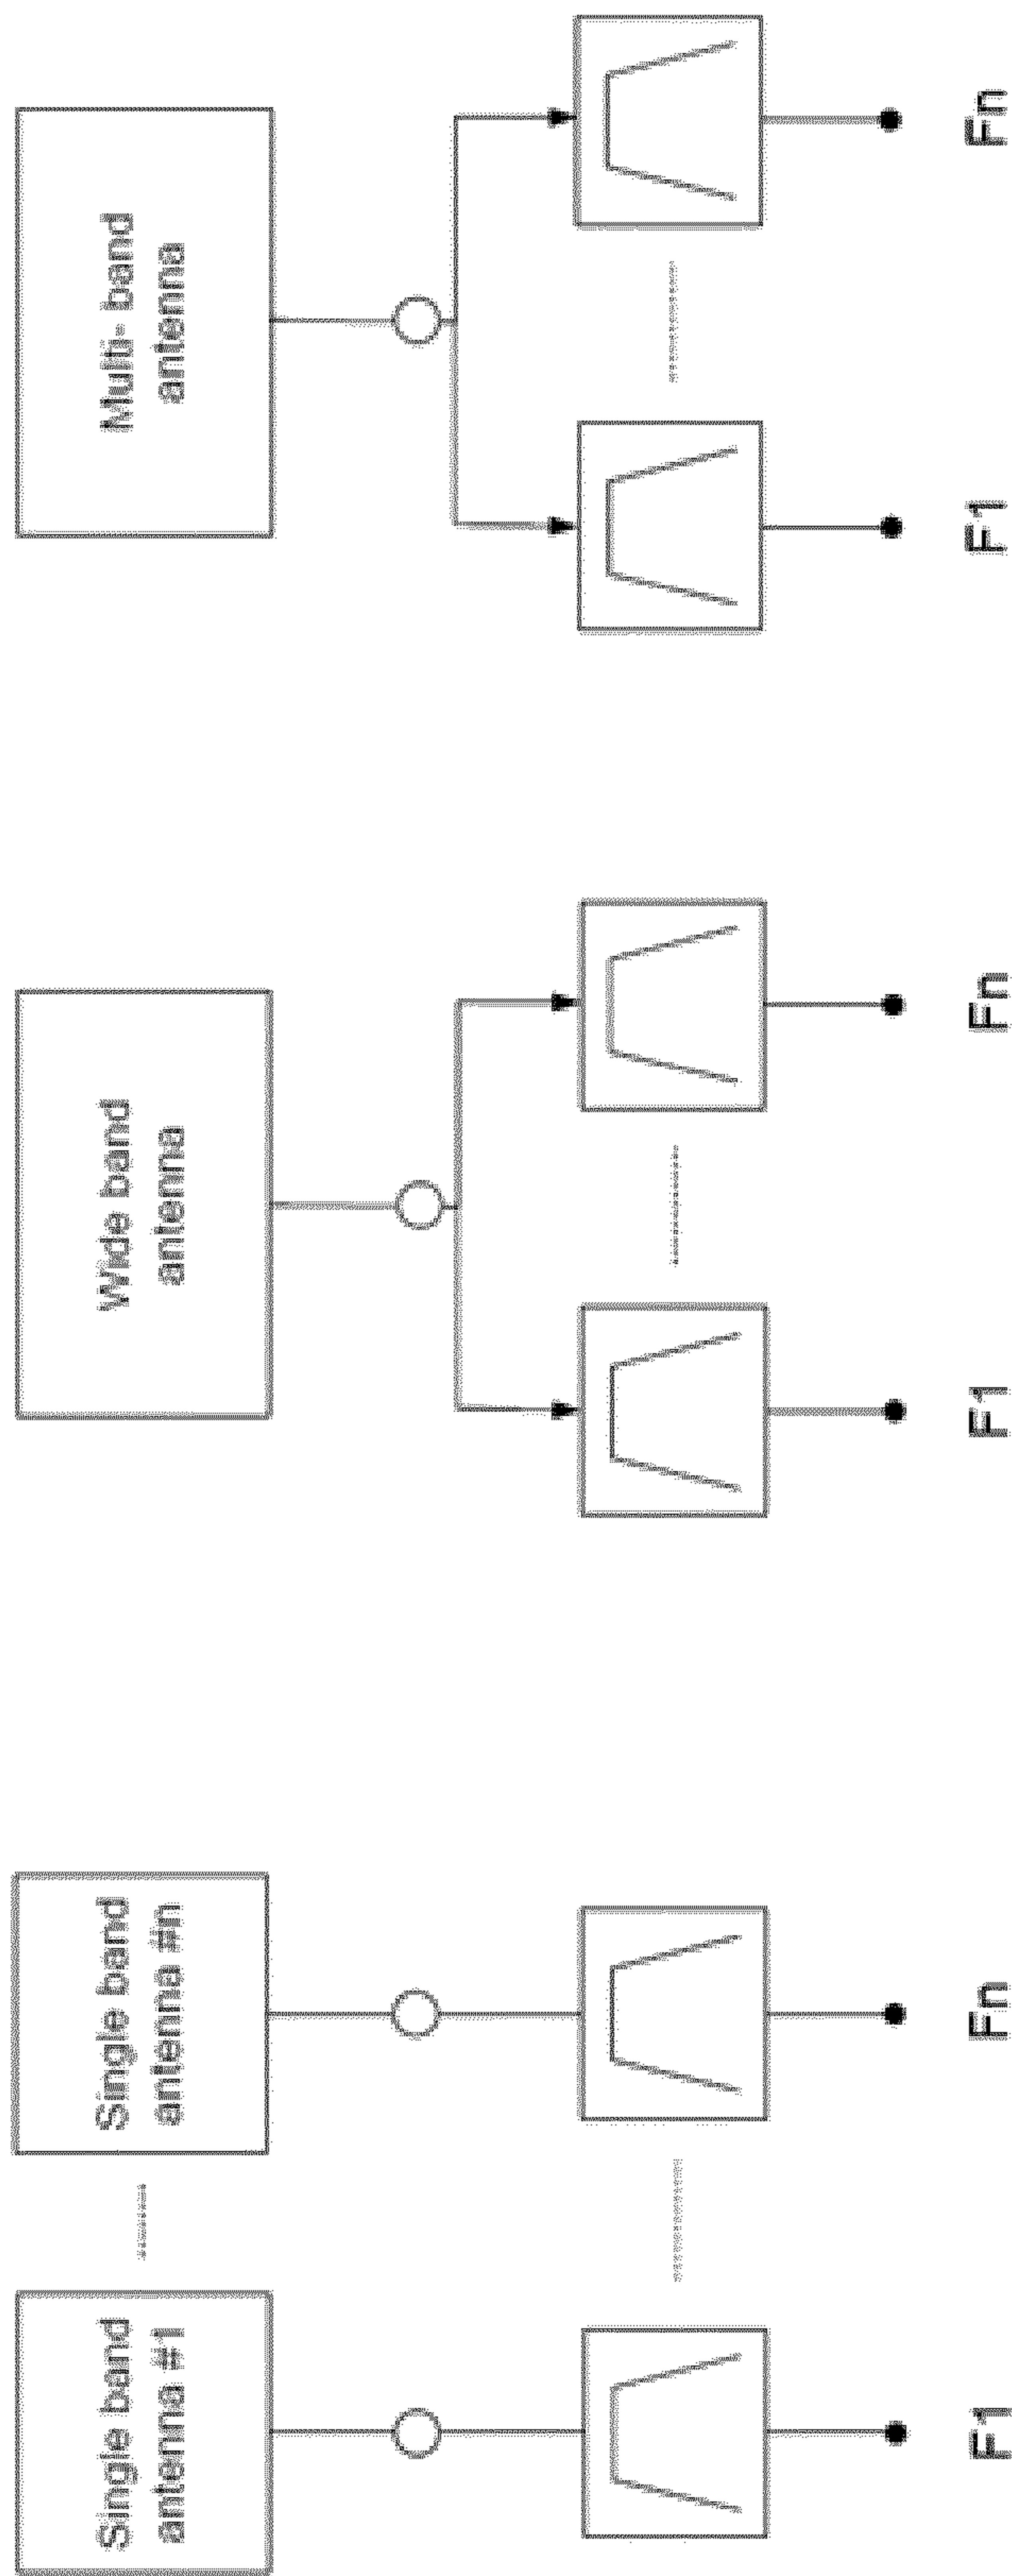 Single band
antenna #1
Single band
antenna #n
Wide band
antenna
Multi- band
antenna
F1
Fn
F1
Fn
F1
Fn